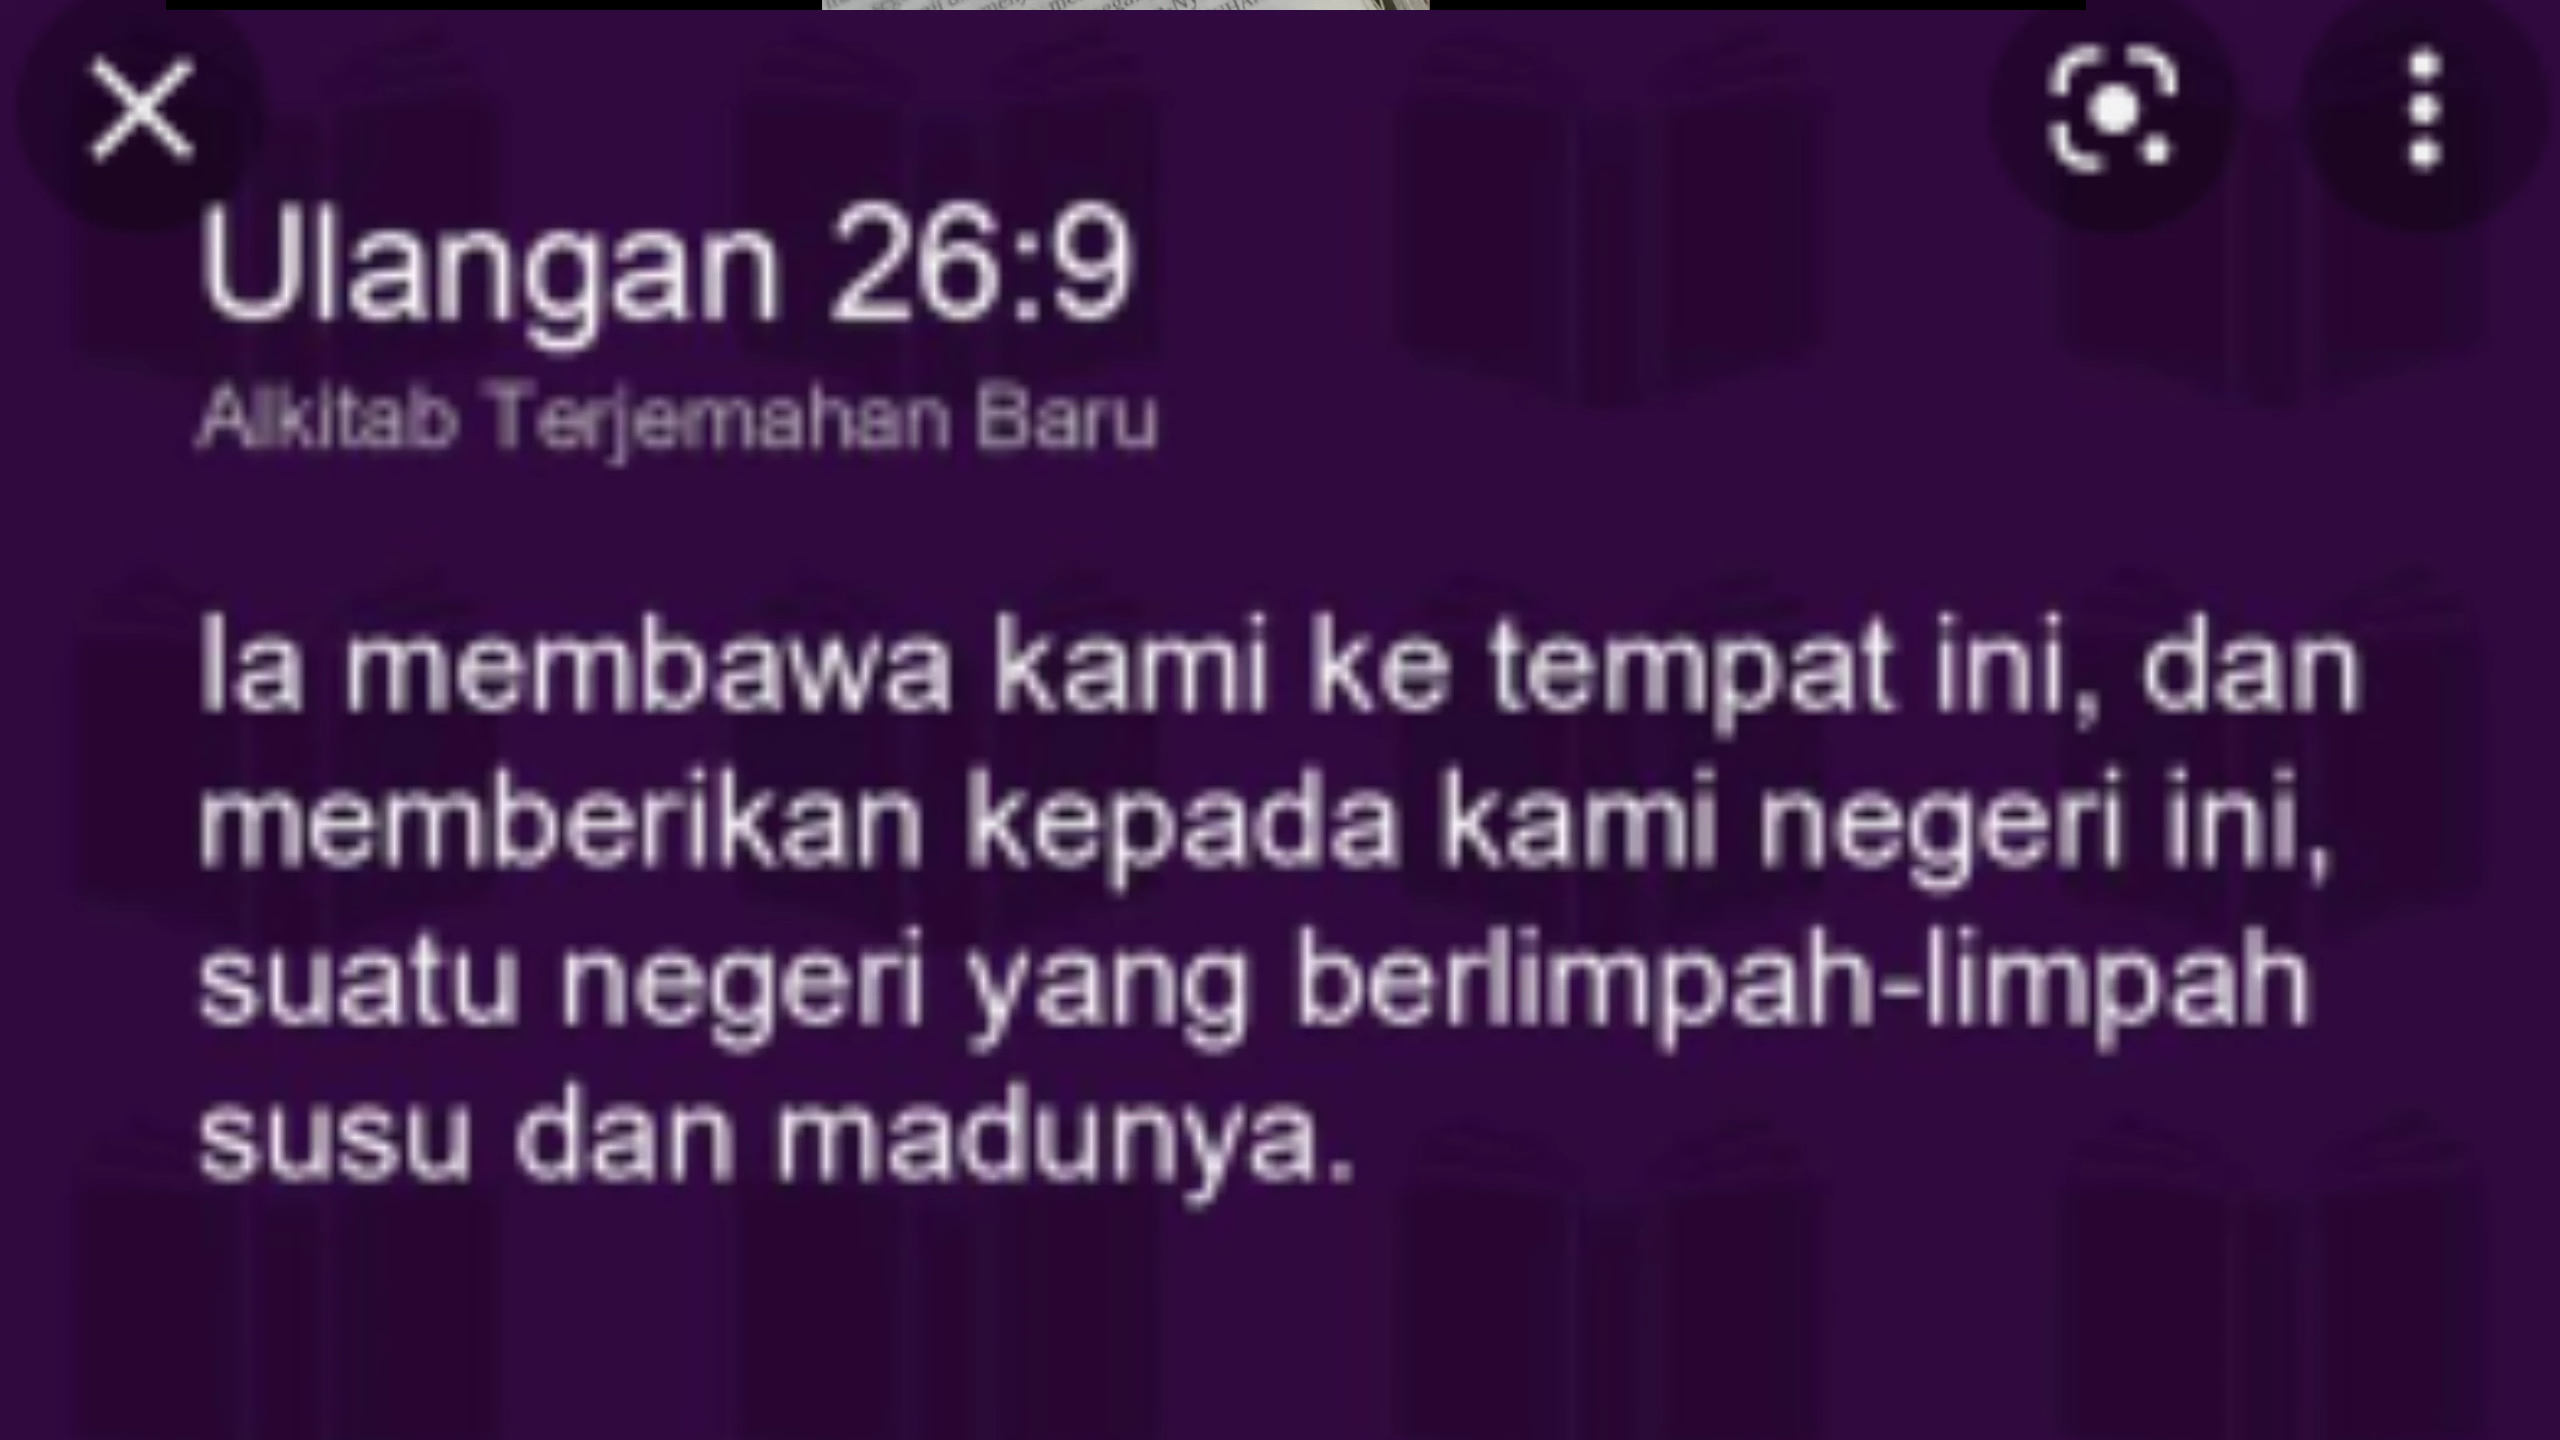 Ulangan 26:9
Alkitab Terjemahan Baru
Ia membawa kami ke tempat ini, dan
memberikan kepada kami negeri ini,
suatu negeri yang berlimpah-limpah
susu dan madunya.